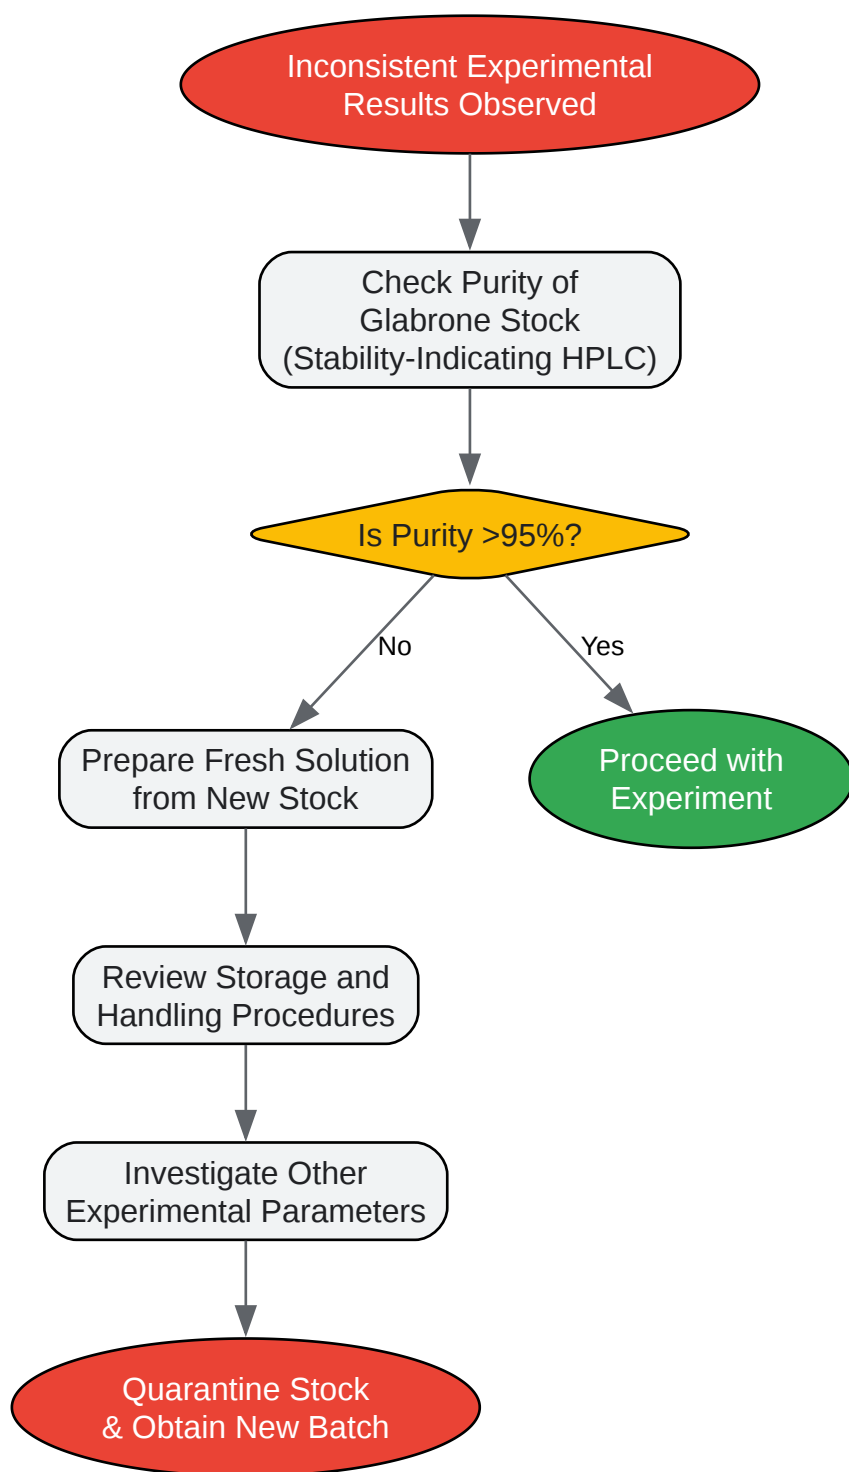 Inconsistent Experimental
Results Observed
Check Purity of
Glabrone Stock
(Stability-Indicating HPLC)
Is Purity >95%?
No
Yes
Prepare Fresh Solution
from New Stock
Proceed with
Experiment
Review Storage and
Handling Procedures
Investigate Other
Experimental Parameters
Quarantine Stock
& Obtain New Batch